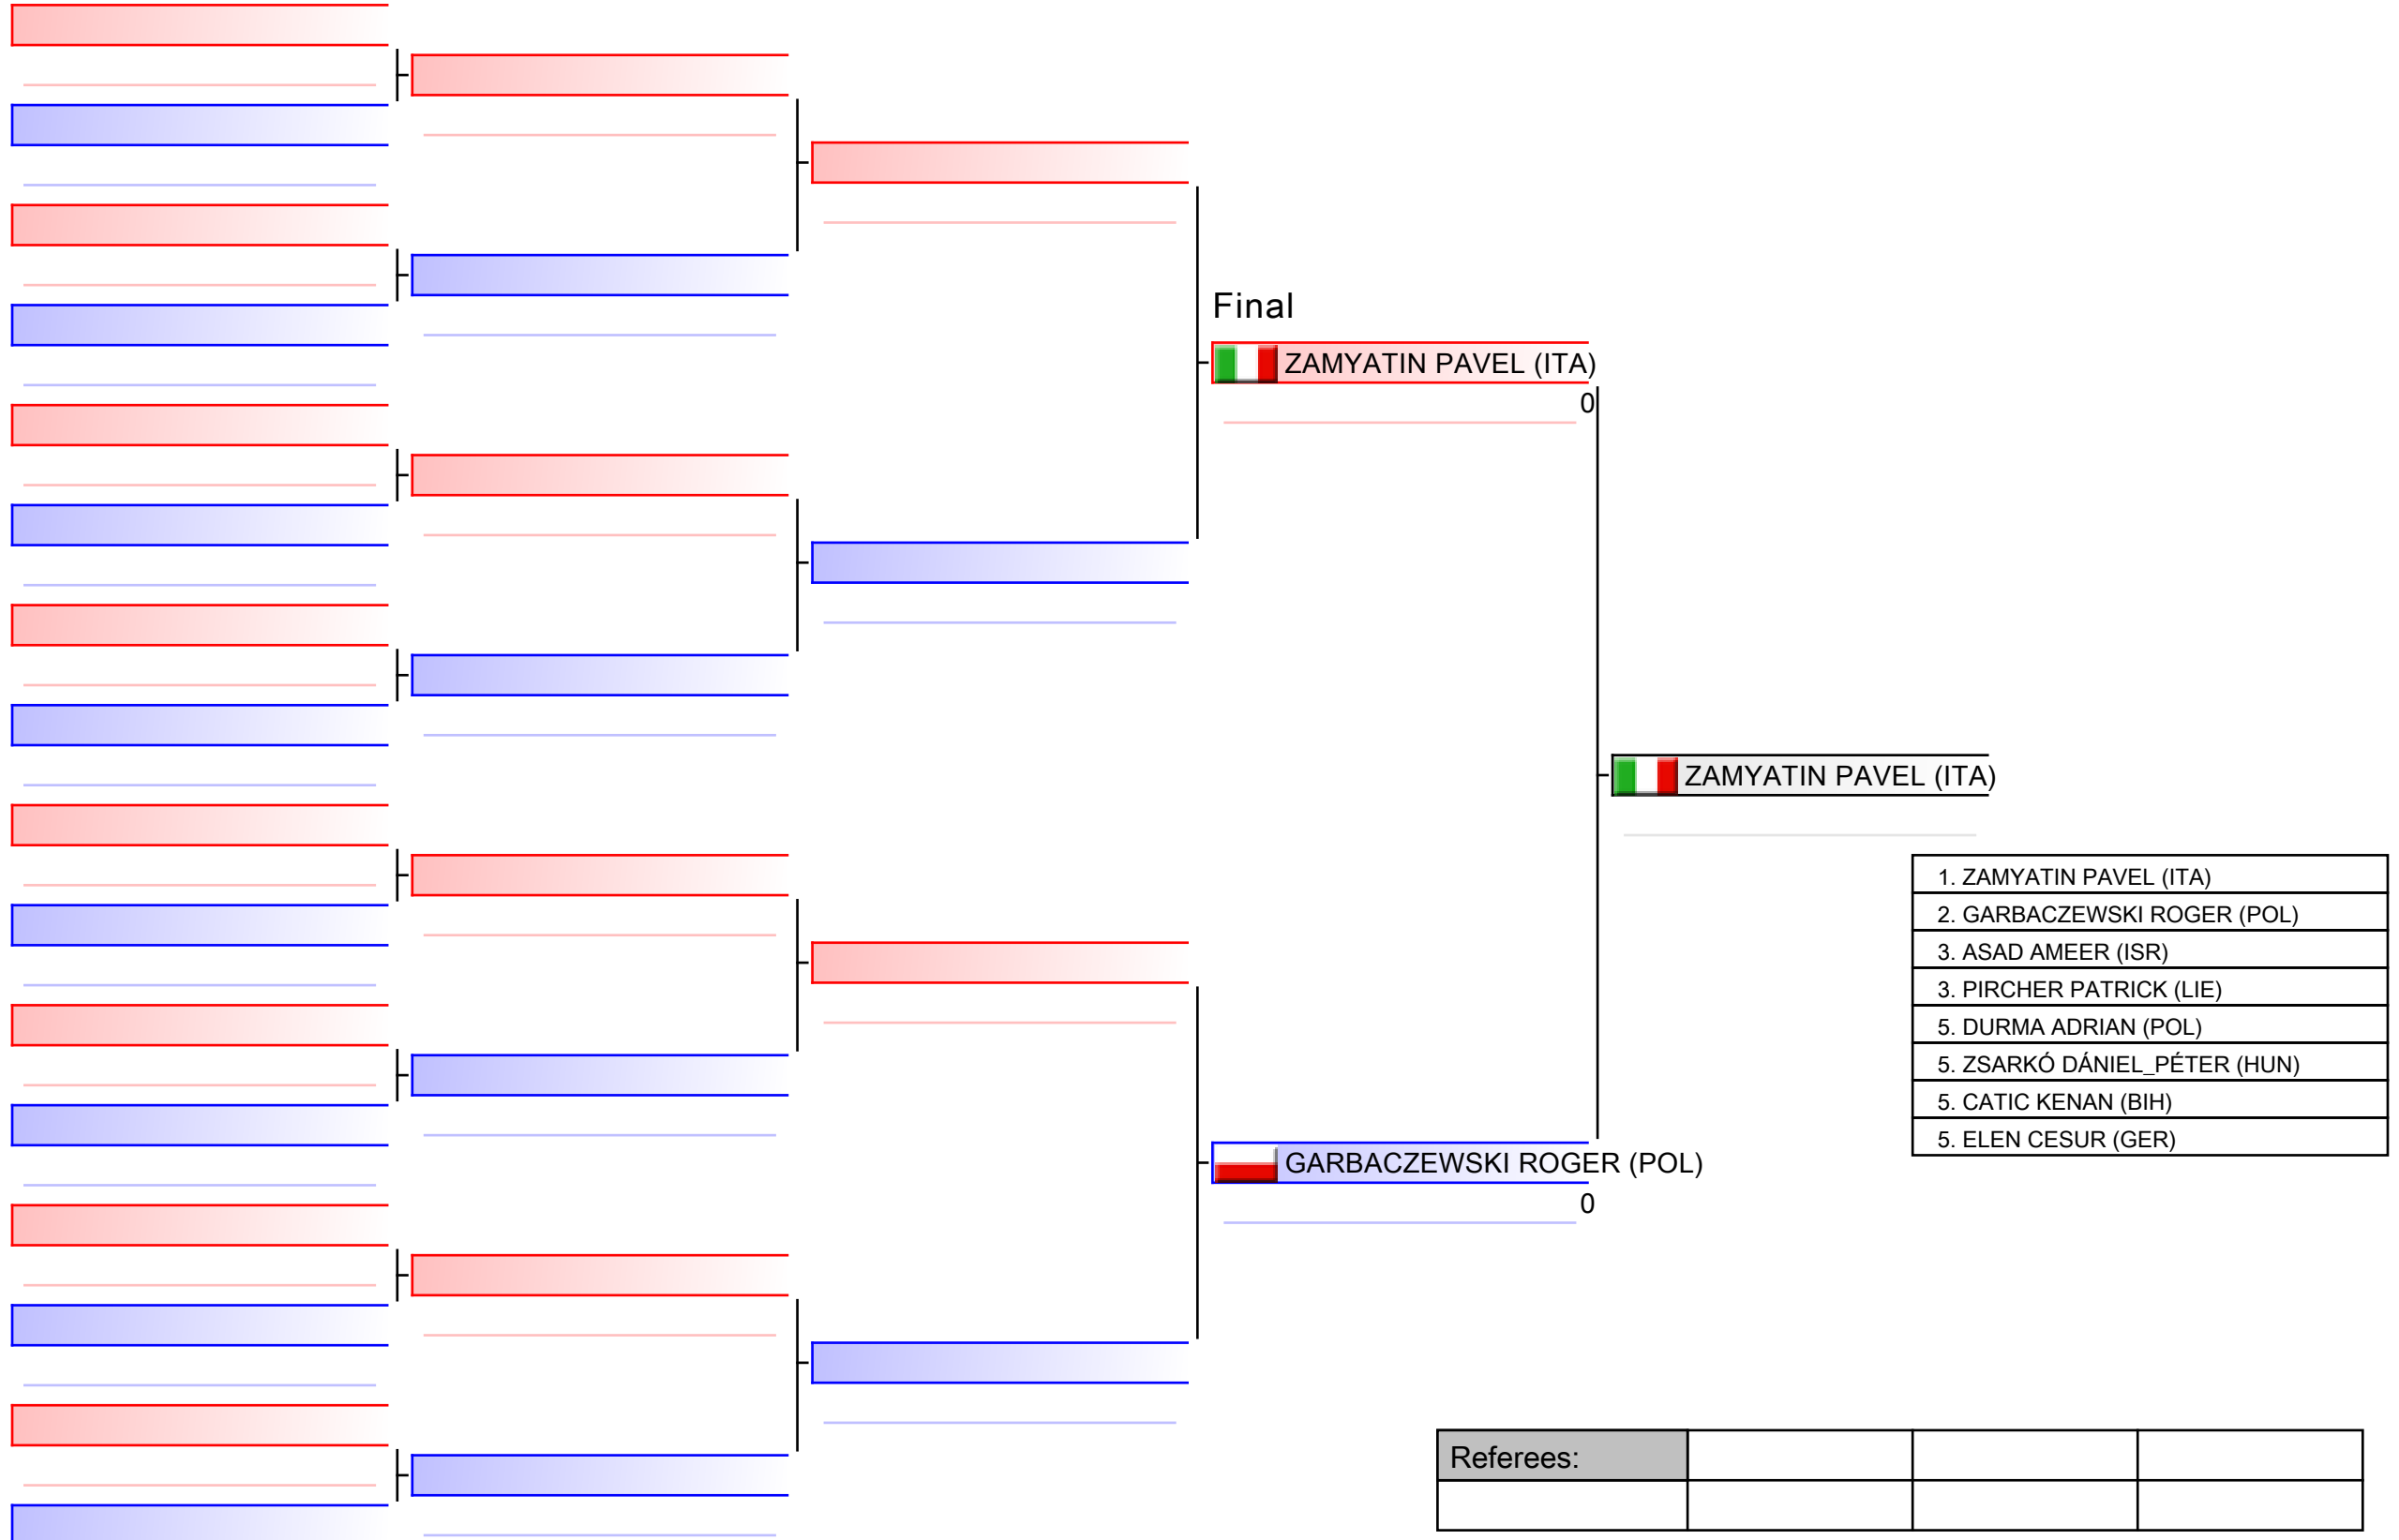 Final
ZAMYATIN PAVEL (ITA)
0
ZAMYATIN PAVEL (ITA)
1. ZAMYATIN PAVEL (ITA)
2. GARBACZEWSKI ROGER (POL)
3. ASAD AMEER (ISR)
3. PIRCHER PATRICK (LIE)
5. DURMA ADRIAN (POL)
5. ZSARKÓ DÁNIEL_PÉTER (HUN)
5. CATIC KENAN (BIH)
5. ELEN CESUR (GER)
GARBACZEWSKI ROGER (POL)
0
Referees: